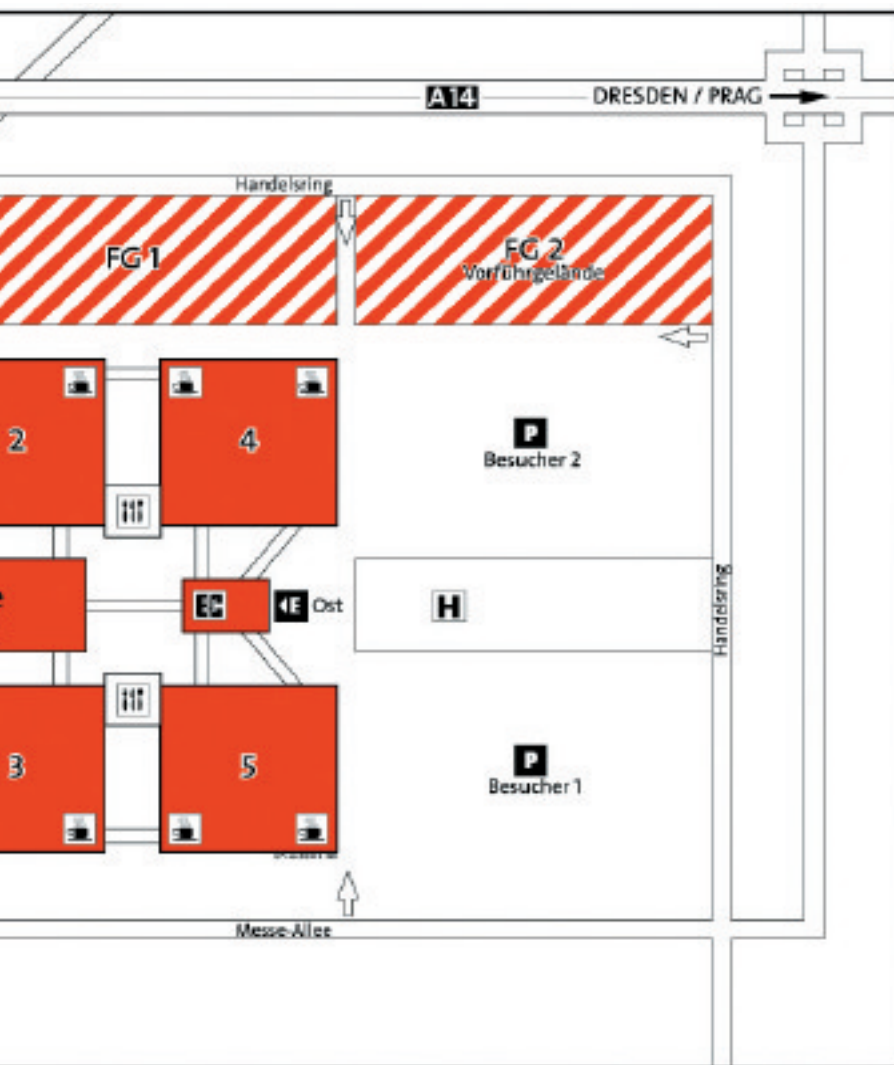 A14
DRESDEN / PRAG
Handelsring
FG 1
FG 2
Vorführgelände
2
4
P
Besucher 2
EC
E Ost
H
Handelsring
3
5
P
Besucher 1
Messe-Allee